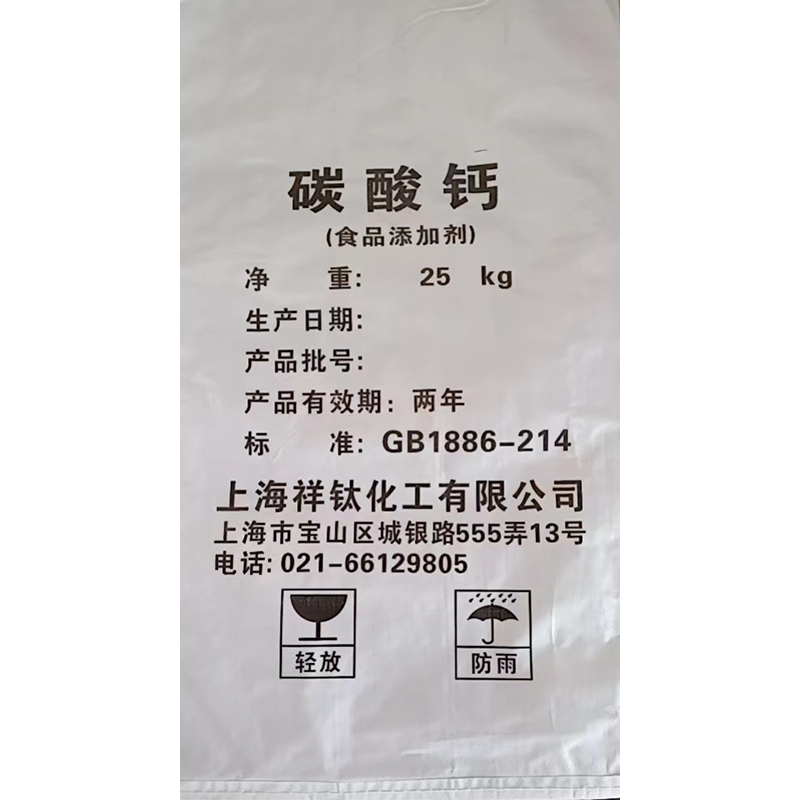 碳酸钙
(食品添加剂)
净 重: 25 kg
生产日期:
产品批号:
产品有效期: 两年
标 准: GB1886-214
上海祥钛化工有限公司
上海市宝山区城银路555弄13号
电话: 021-66129805
轻放 防雨